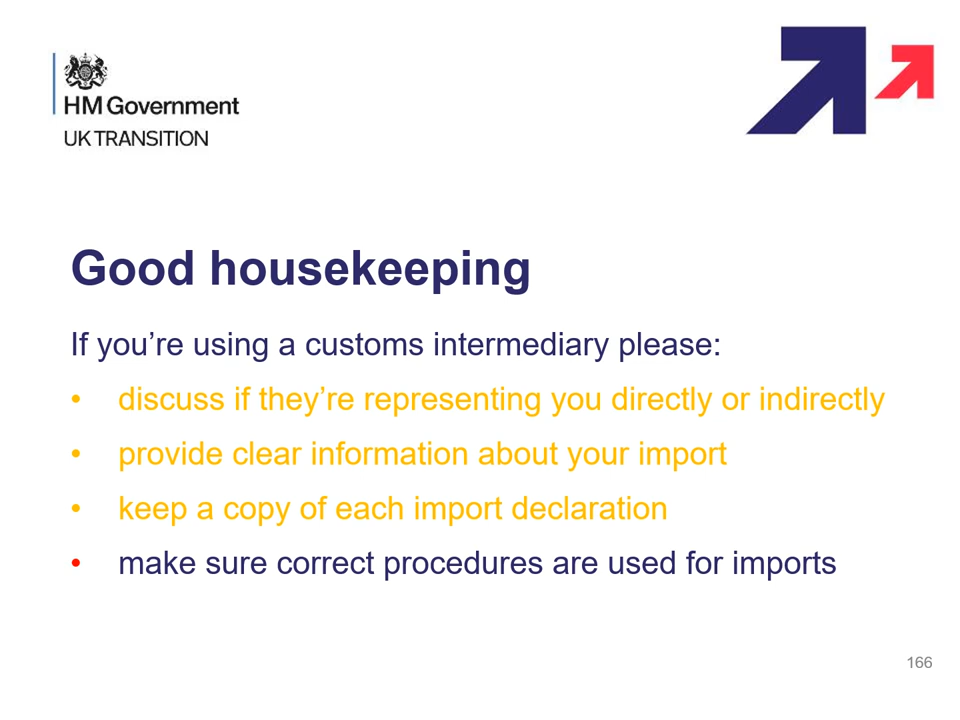 HM Government
UK TRANSITION
Good housekeeping
If you’re using a customs intermediary please:
• discuss if they’re representing you directly or indirectly
• provide clear information about your import
• keep a copy of each import declaration
• make sure correct procedures are used for imports
166